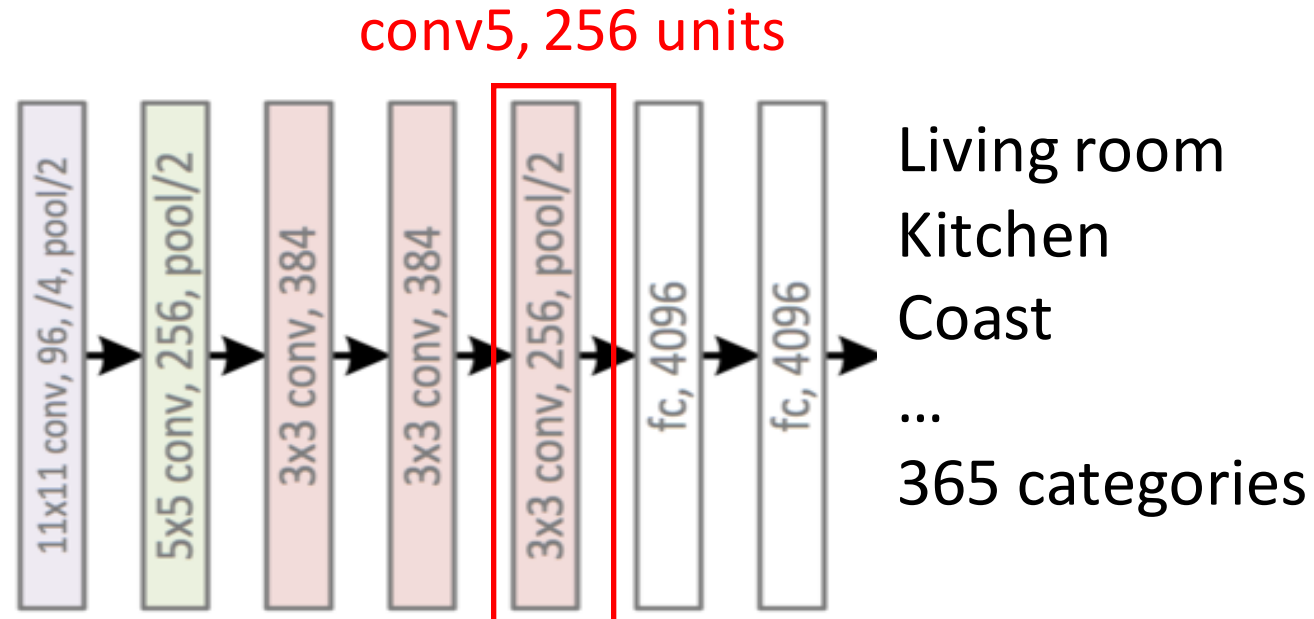 conv5, 256 units
11x11 conv, 96, /4, pool/2
5x5 conv, 256, pool/2
3x3 conv, 384
3x3 conv, 384
3x3 conv, 256, pool/2
fc, 4096
fc, 4096
Living room
Kitchen
Coast
...
365 categories